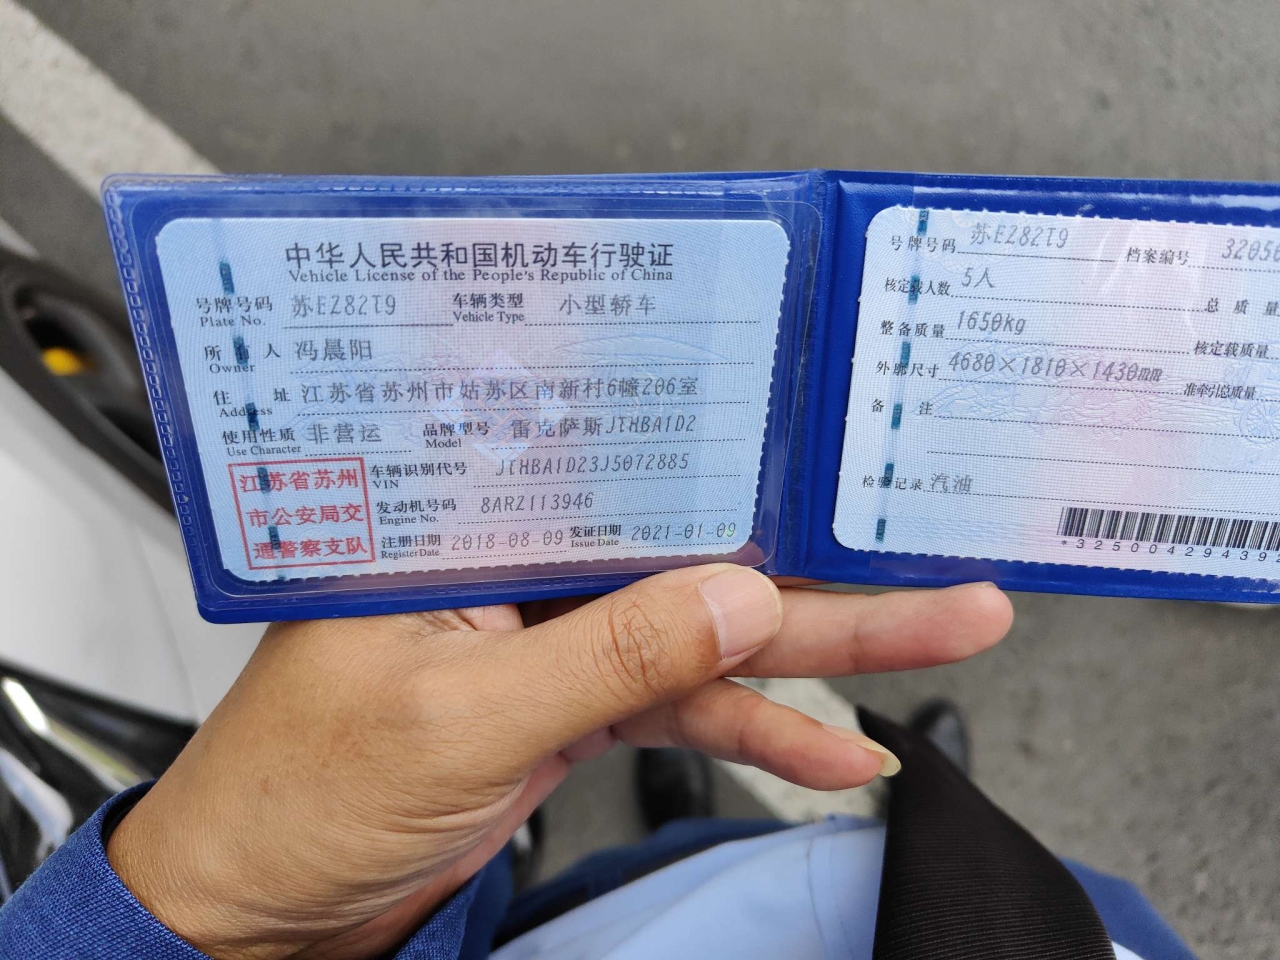 中华人民共和国机动车行驶证
Vehicle License of the People's Republic of China
号牌号码 苏EZ82T9 车辆类型 小型轿车
Plate No. Vehicle Type
所有人 冯晨阳
Owner
住址 江苏省苏州市姑苏区南新村6幢206室
Address
使用性质 非营运 品牌型号 雷克萨斯JTHBA1D2
Use Character Model
江苏省苏州
市公安局交
通警察支队
车辆识别代号 JTHBA1D23J5072885
VIN
发动机号码 8ARZ113946
Engine No.
注册日期 2018-08-09 发证日期 2021-01-09
Register Date Issue Date
号牌号码 苏EZ82T9 档案编号 32050
核定载人数 5人 总质量
整备质量 1650kg 核定载质量
外廓尺寸 4680×1810×1430mm 准牵引总质量
备注
检验记录 汽油
*325004294392